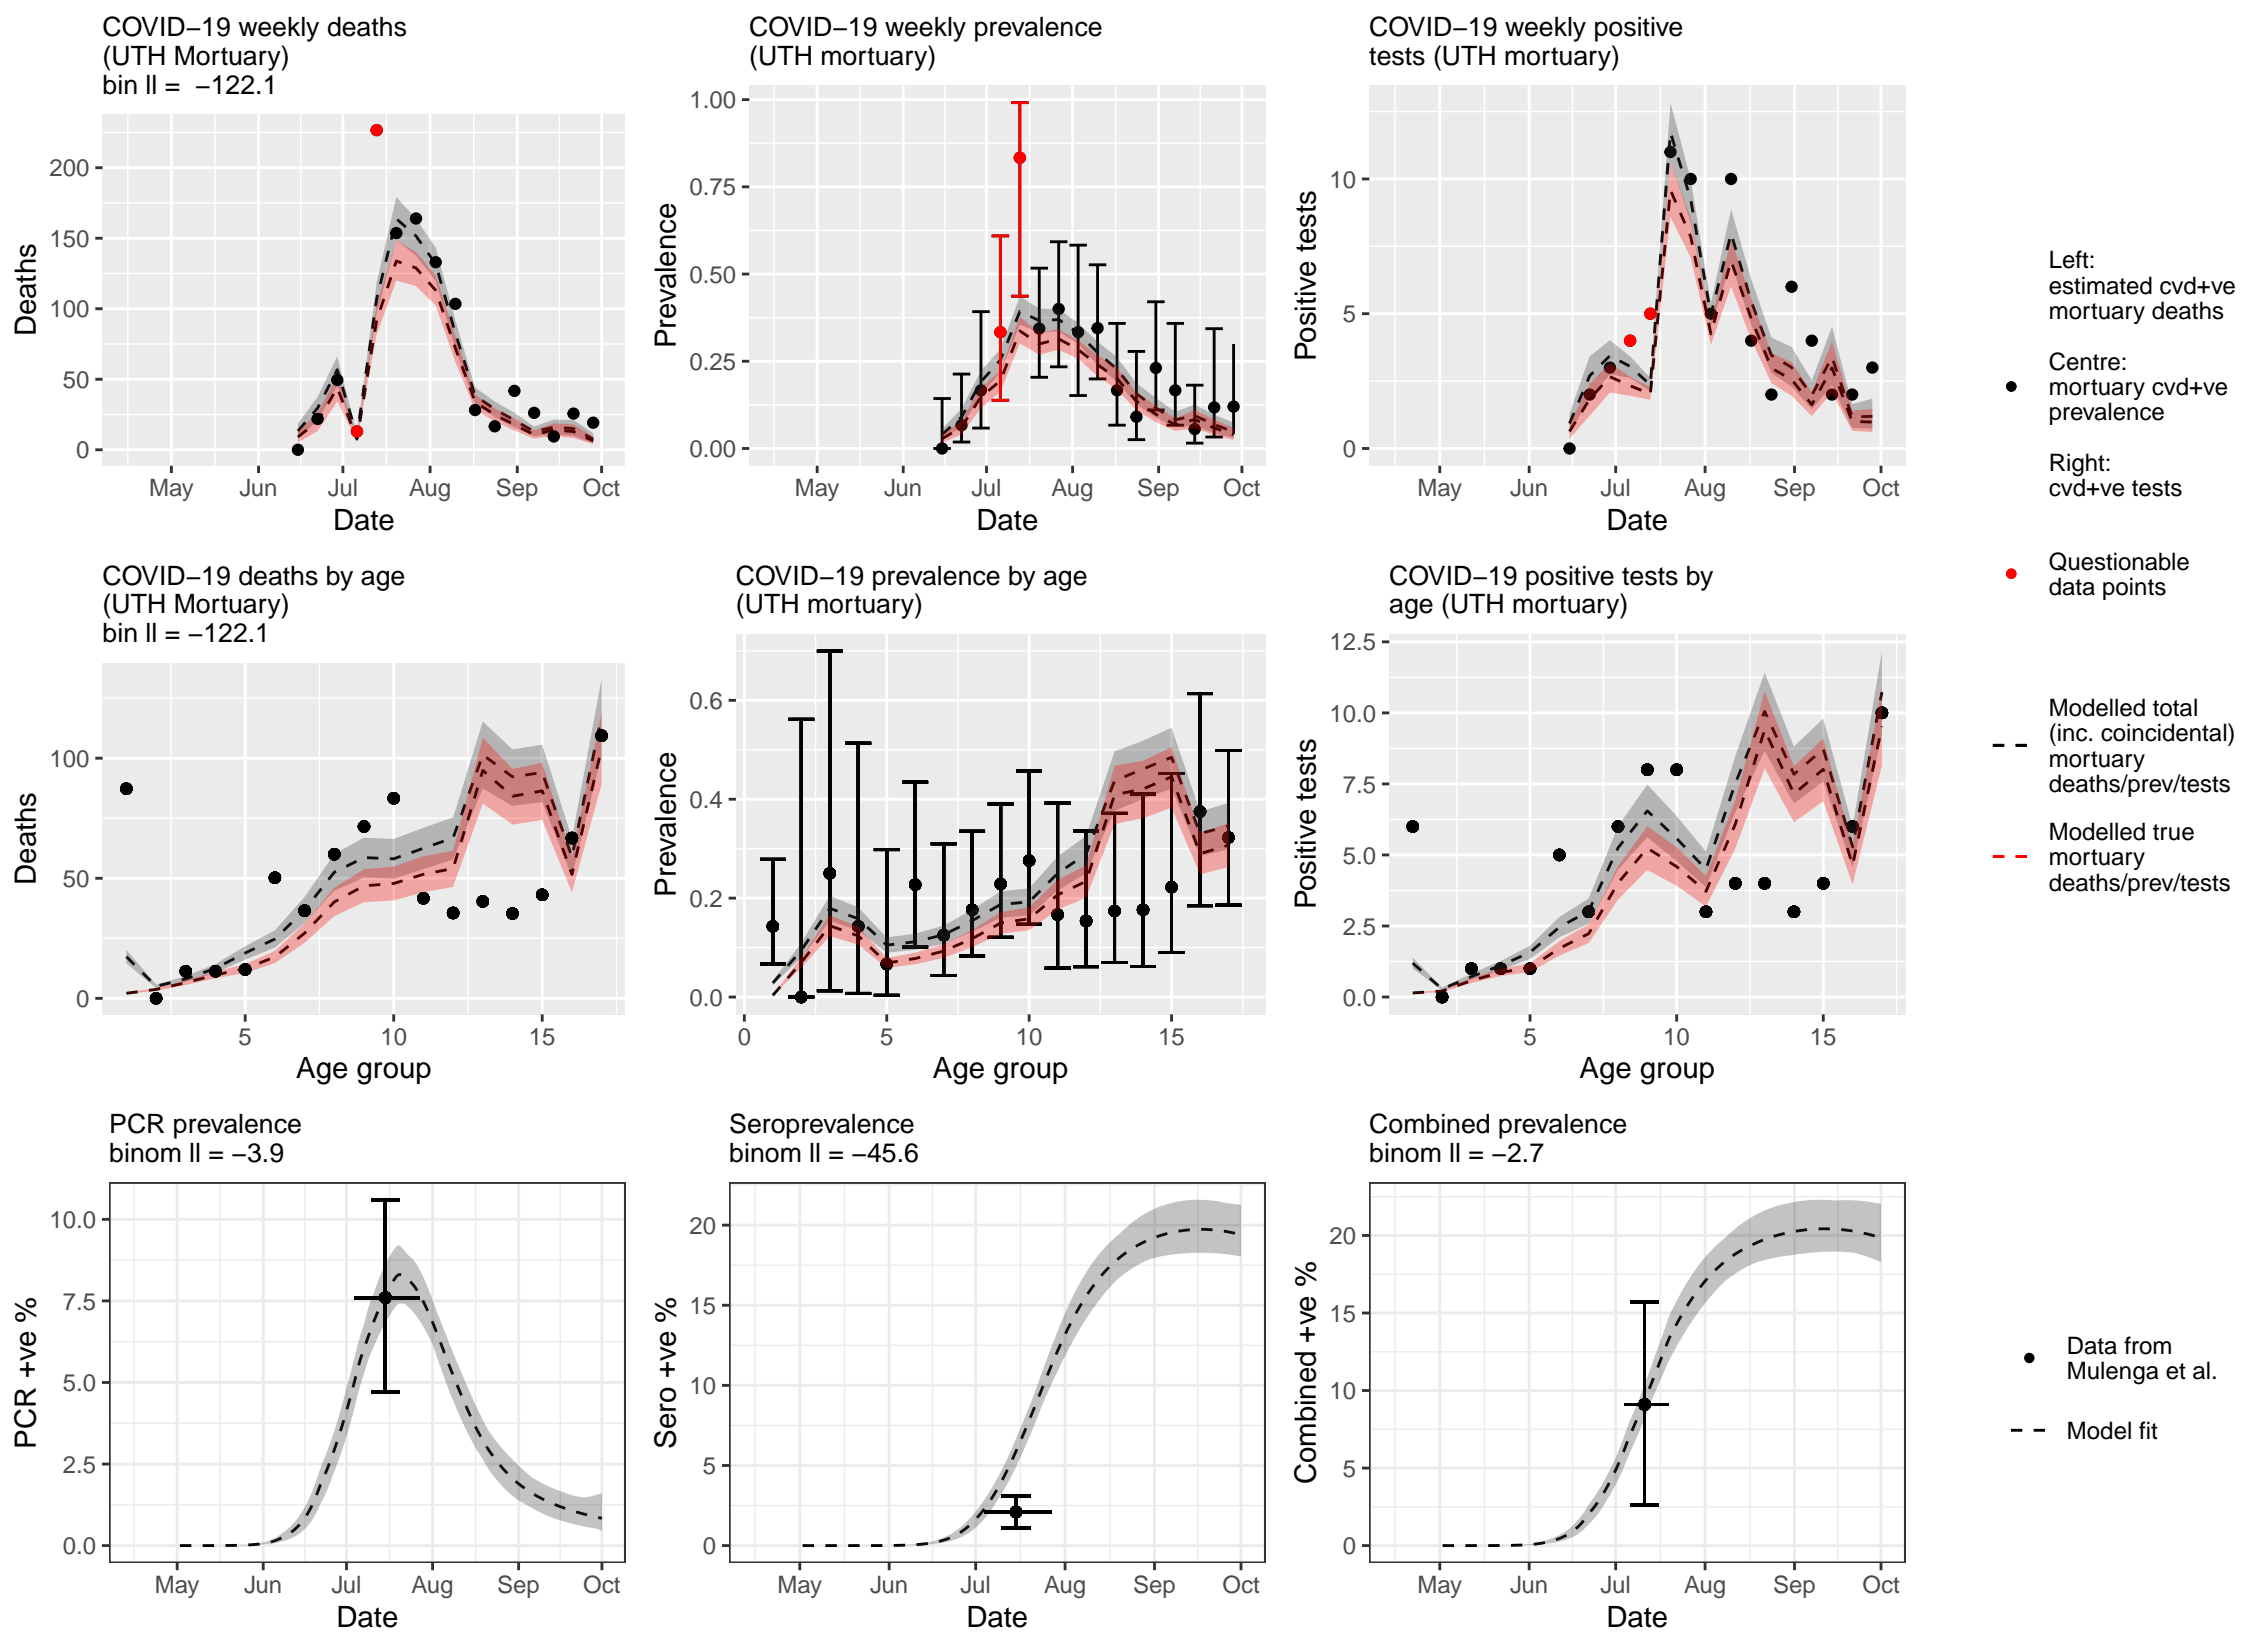 COVID−19 weekly deaths
(UTH Mortuary)
bin ll =  −122.1
Deaths
200
150
100
50
0
May Jun Jul Aug Sep Oct
Date
COVID−19 weekly prevalence
(UTH mortuary)
Prevalence
1.00
0.75
0.50
0.25
0.00
May Jun Jul Aug Sep Oct
Date
COVID−19 weekly positive
tests (UTH mortuary)
Positive tests
10
5
0
May Jun Jul Aug Sep Oct
Date
Left:
estimated cvd+ve
mortuary deaths
Centre:
mortuary cvd+ve
prevalence
Right:
cvd+ve tests
Questionable
data points
COVID−19 deaths by age
(UTH Mortuary)
bin ll = −122.1
Deaths
100
50
0
5 10 15
Age group
COVID−19 prevalence by age
(UTH mortuary)
Prevalence
0.6
0.4
0.2
0.0
0 5 10 15
Age group
COVID−19 positive tests by
age (UTH mortuary)
Positive tests
12.5
10.0
7.5
5.0
2.5
0.0
5 10 15
Age group
Modelled total
(inc. coincidental)
mortuary
deaths/prev/tests
Modelled true
mortuary
deaths/prev/tests
PCR prevalence
binom ll = −3.9
PCR +ve %
10.0
7.5
5.0
2.5
0.0
May Jun Jul Aug Sep Oct
Date
Seroprevalence
binom ll = −45.6
Sero +ve %
20
15
10
5
0
May Jun Jul Aug Sep Oct
Date
Combined prevalence
binom ll = −2.7
Combined +ve %
20
15
10
5
0
May Jun Jul Aug Sep Oct
Date
Data from
Mulenga et al.
Model fit